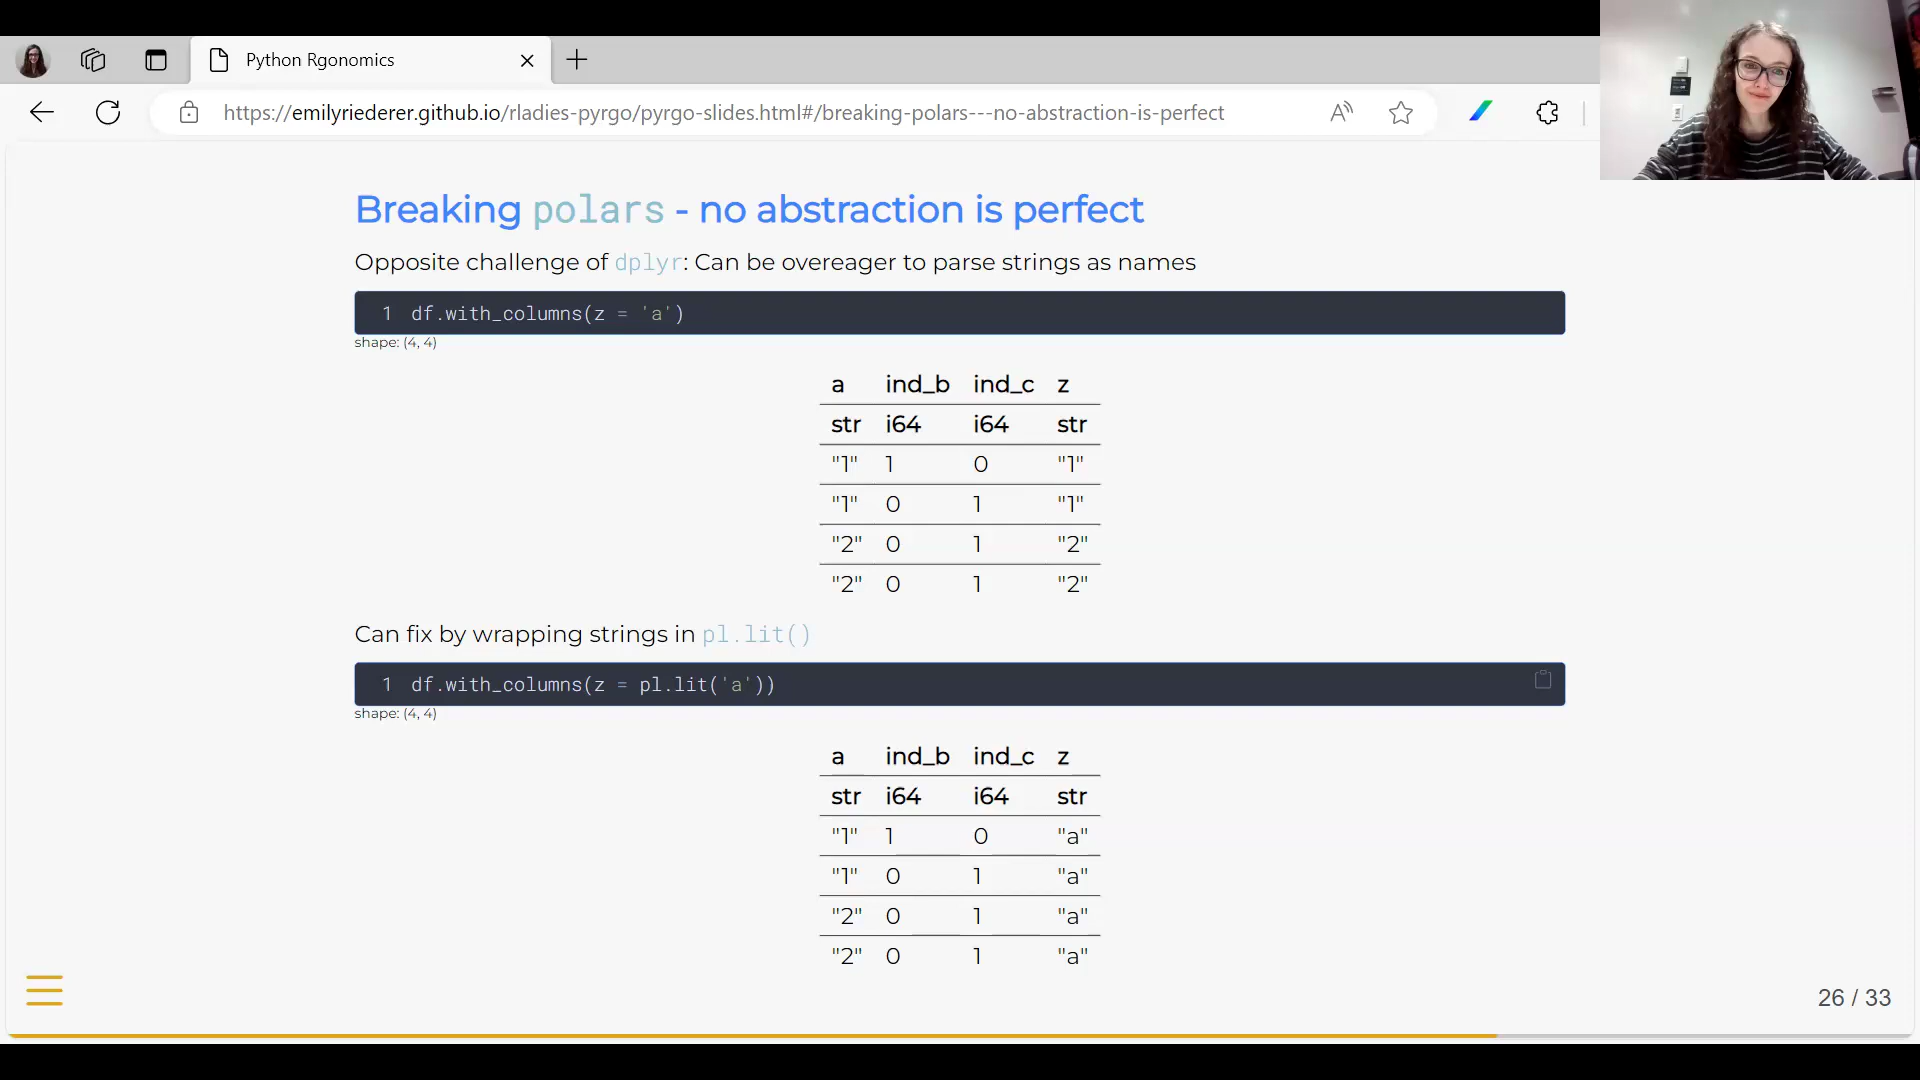 Python Rgonomics
https://emilyriederer.github.io/rladies-pyrgo/pyrgo-slides.html#/breaking-polars---no-abstraction-is-perfect
Breaking polars - no abstraction is perfect
Opposite challenge of dplyr: Can be overeager to parse strings as names
1 df.with_columns(z = 'a')
shape: (4, 4)
a ind_b ind_c z
str i64 i64 str
"1" 1 0 "1"
"1" 0 1 "1"
"2" 0 1 "2"
"2" 0 1 "2"
Can fix by wrapping strings in pl.lit()
1 df.with_columns(z = pl.lit('a'))
shape: (4, 4)
a ind_b ind_c z
str i64 i64 str
"1" 1 0 "a"
"1" 0 1 "a"
"2" 0 1 "a"
"2" 0 1 "a"
26 / 33